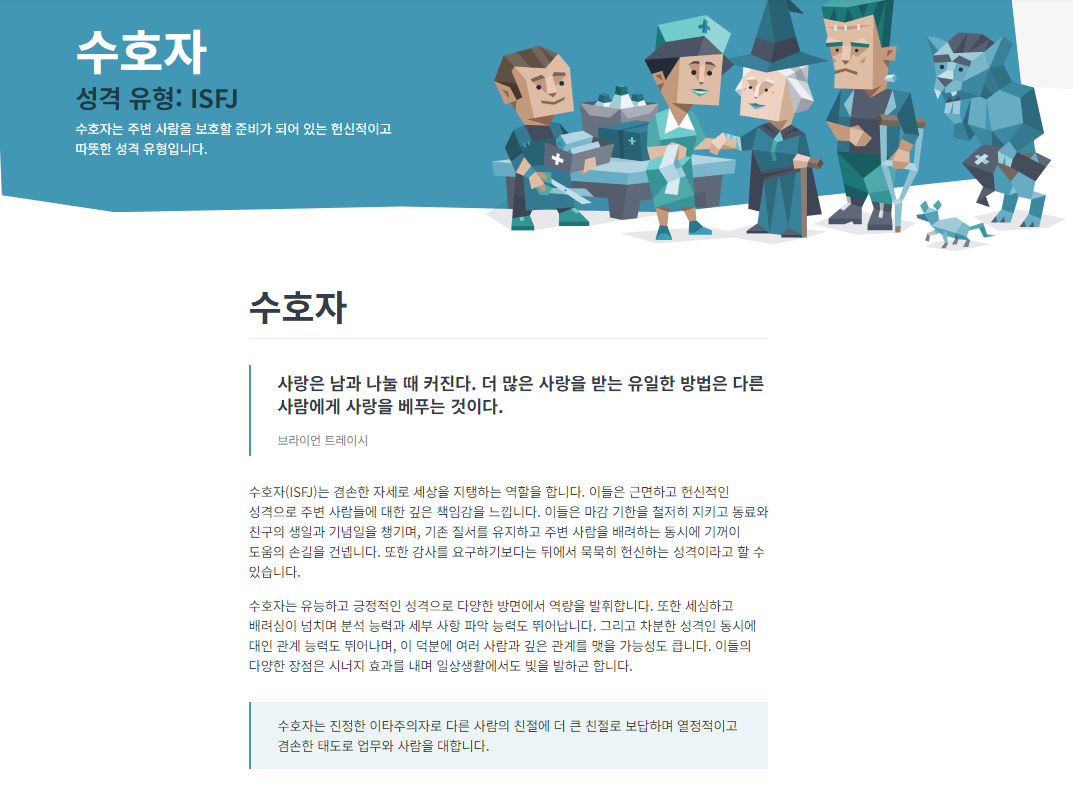 수호자
성격 유형: ISFJ
수호자는 주변 사람을 보호할 준비가 되어 있는 헌신적이고
따뜻한 성격 유형입니다.
수호자
사랑은 남과 나눌 때 커진다. 더 많은 사랑을 받는 유일한 방법은 다른
사람에게 사랑을 베푸는 것이다.
브라이언 트레이시
수호자(ISFJ)는 겸손한 자세로 세상을 지탱하는 역할을 합니다. 이들은 근면하고 헌신적인
성격으로 주변 사람들에 대한 깊은 책임감을 느낍니다. 이들은 마감 기한을 철저히 지키고 동료와
친구의 생일과 기념일을 챙기며, 기존 질서를 유지하고 주변 사람을 배려하는 동시에 기꺼이
도움의 손길을 건넵니다. 또한 감사를 요구하기보다는 뒤에서 묵묵히 헌신하는 성격이라고 할 수
있습니다.
수호자는 유능하고 긍정적인 성격으로 다양한 방면에서 역량을 발휘합니다. 또한 세심하고
배려심이 넘치며 분석 능력과 세부 사항 파악 능력도 뛰어납니다. 그리고 차분한 성격인 동시에
대인 관계 능력도 뛰어나며, 이 덕분에 여러 사람과 깊은 관계를 맺을 가능성도 큽니다. 이들의
다양한 장점은 시너지 효과를 내며 일상생활에서도 빛을 발하곤 합니다.
수호자는 진정한 이타주의자로 다른 사람의 친절에 더 큰 친절로 보답하며 열정적이고
겸손한 태도로 업무와 사람을 대합니다.